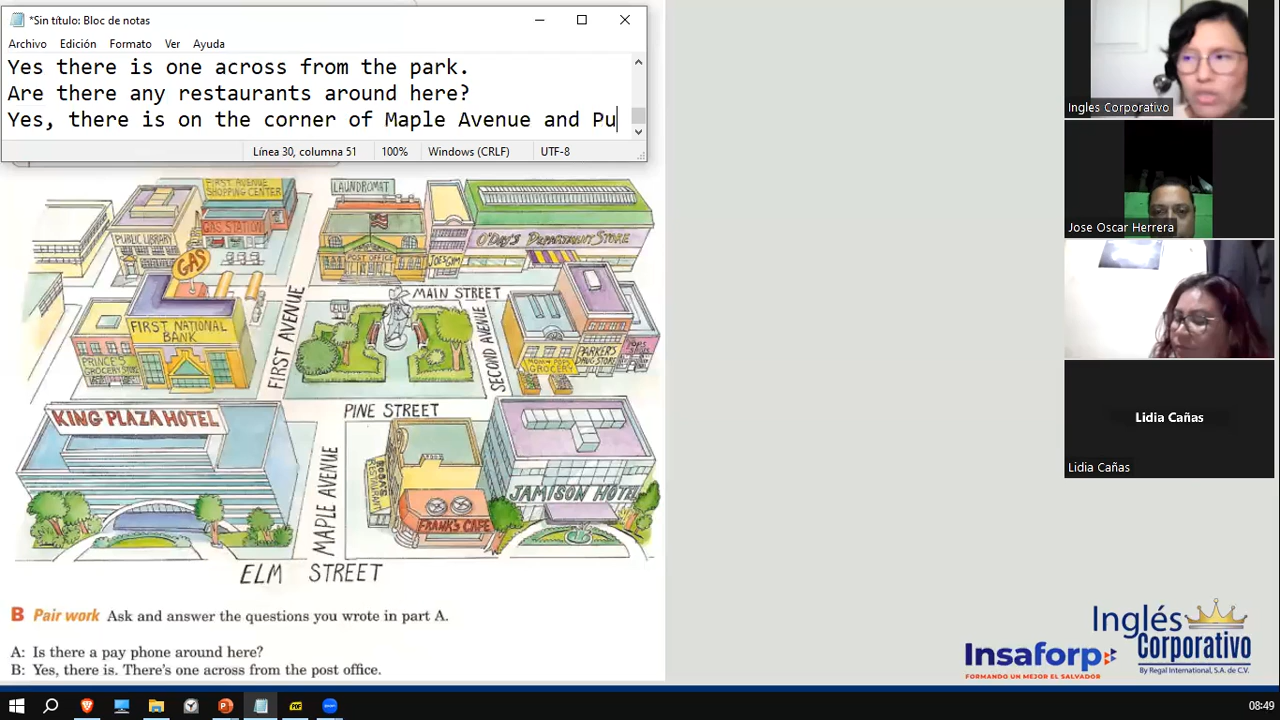 *Sin título: Bloc de notas
Archivo Edición Formato Ver Ayuda
Yes there is one across from the park.
Are there any restaurants around here?
Yes, there is on the corner of Maple Avenue and Pu
Línea 30, columna 51 100% Windows (CRLF) UTF-8
FIRST AVENUE
SHOPPING CENTER
LAUNDROMAT
PUBLIC LIBRARY
GAS STATION
POST OFFICE
JOE'S GYM
O'DAY'S DEPARTMENT STORE
GAS
MAIN STREET
FIRST AVENUE
SECOND AVENUE
FIRST NATIONAL
BANK
PRINCE'S
GROCERY STORE
MOM & POP'S
GROCERY
PARKER'S
DRUG STORE
KING PLAZA HOTEL
PINE STREET
MAPLE AVENUE
RESTAURANT
FRANK'S CAFE
JAMISON HOTEL
ELM STREET
B Pair work Ask and answer the questions you wrote in part A.
A: Is there a pay phone around here?
B: Yes, there is. There's one across from the post office.
Ingles Corporativo
Jose Oscar Herrera
Lidia Cañas
Lidia Cañas
Insaforp
FORMANDO UN MEJOR EL SALVADOR
Inglés
Corporativo
By Regal International, S.A. de C.V.
08:49